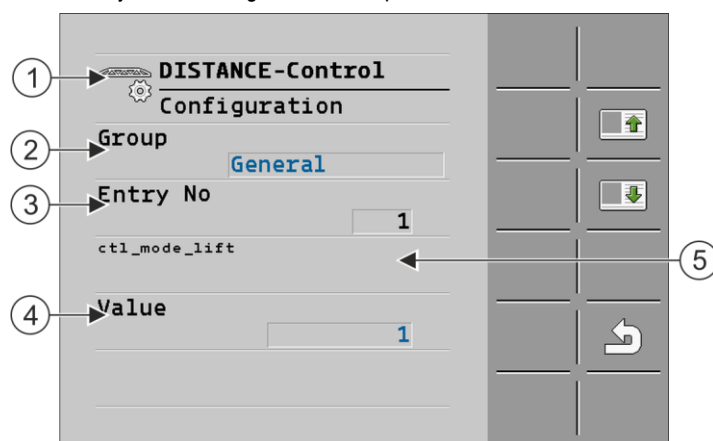 1
DISTANCE-Control
Configuration
2
Group
General
3
Entry No
1
ctl_mode_lift
5
4
Value
1